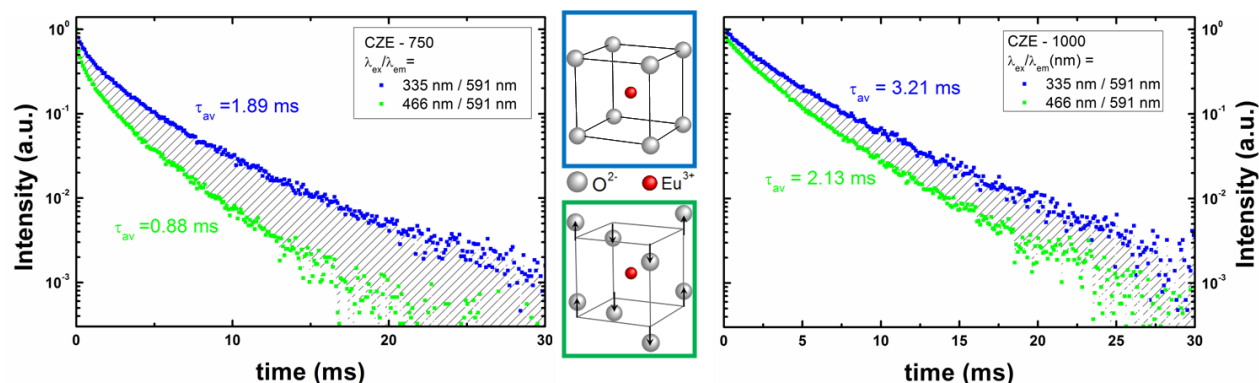 10⁰
10⁻¹
10⁻²
10⁻³
Intensity (a.u.)
CZE - 750
λex/λem=
335 nm / 591 nm
466 nm / 591 nm
τav =1.89 ms
τav =0.88 ms
0
10
20
30
time (ms)
O²⁻
Eu³⁺
CZE - 1000
λex/λem(nm) =
335 nm / 591 nm
466 nm / 591 nm
τav = 3.21 ms
τav = 2.13 ms
0
5
10
15
20
25
30
time (ms)
10⁰
10⁻¹
10⁻²
10⁻³
Intensity (a.u.)